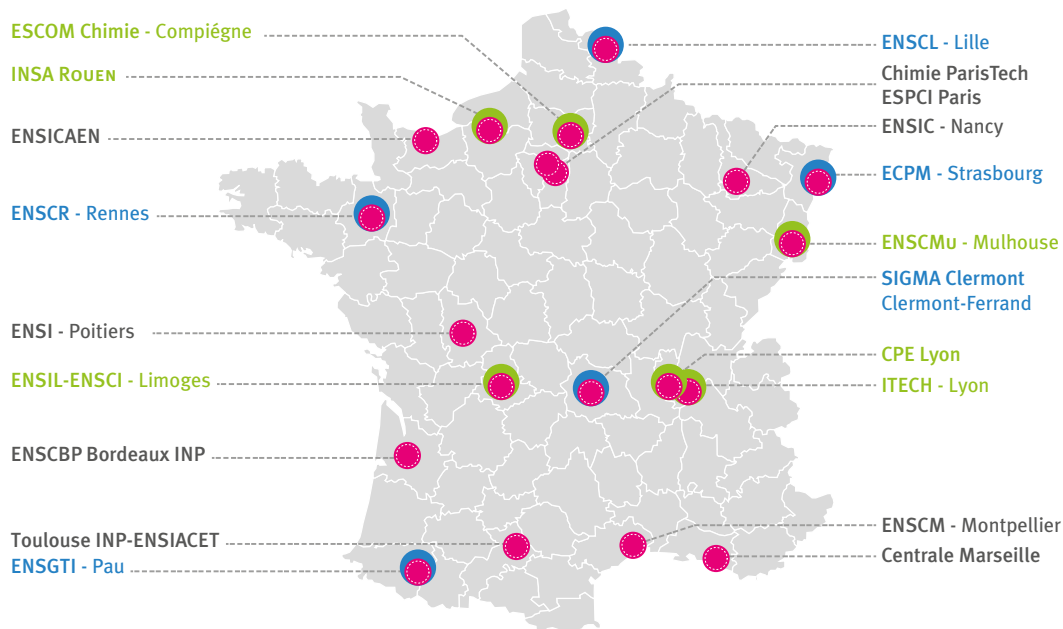 ESCOM Chimie - Compiégne
INSA ROUEN
ENSICAEN
ENSCR - Rennes
ENSI - Poitiers
ENSIL-ENSCI - Limoges
ENSCBP Bordeaux INP
Toulouse INP-ENSIACET
ENSGTI - Pau
ENSCL - Lille
Chimie ParisTech
ESPCI Paris
ENSIC - Nancy
ECPM - Strasbourg
ENSCMU - Mulhouse
SIGMA Clermont
Clermont-Ferrand
CPE Lyon
ITECH - Lyon
ENSCM - Montpellier
Centrale Marseille